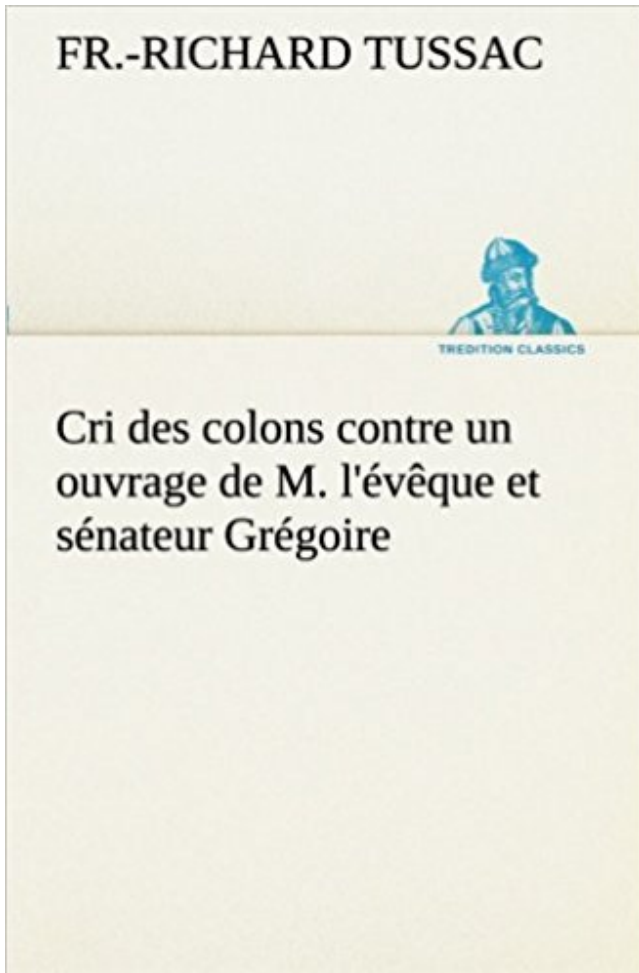 FR.-RICHARD TUSSAC
TREDITION CLASSICS
Cri des colons contre un
ouvrage de M. l'évêque et
sénateur Grégoire